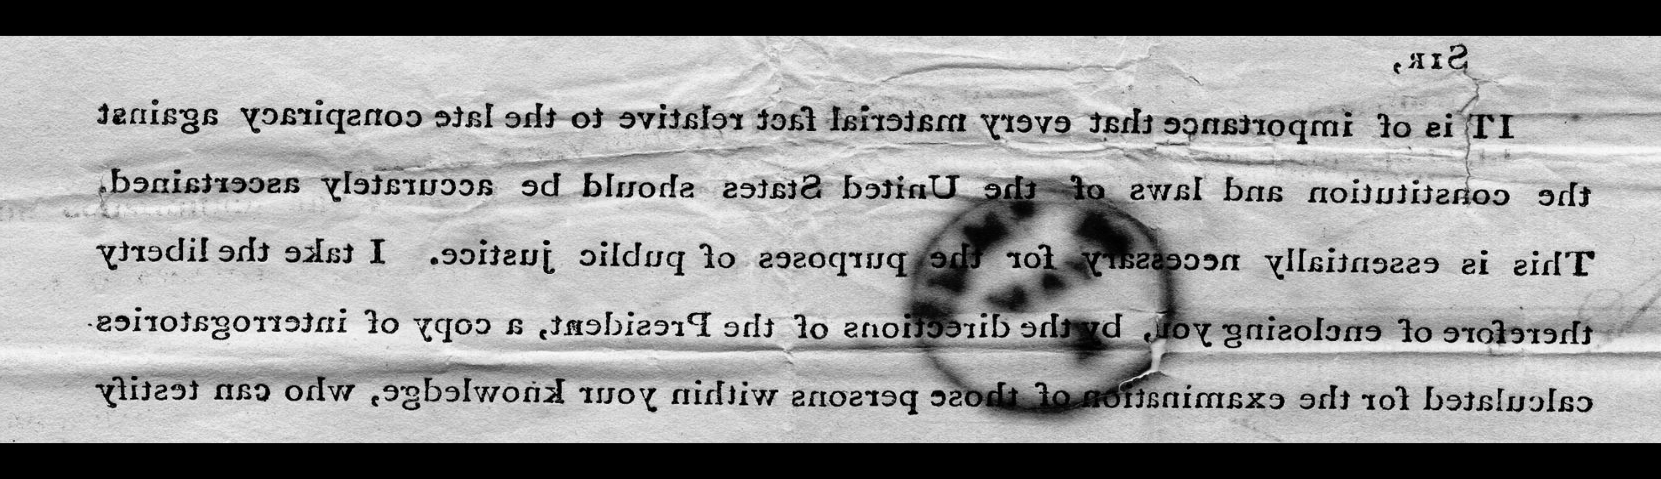 SIR,
IT is of importance that every material fact relative to the late conspiracy against
the constitution and laws of the United States should be accurately ascertained.
This is essentially necessary for the purposes of public justice. I take the liberty
therefore of enclosing you, by the directions of the President, a copy of interrogatories
calculated for the examination of those persons within your knowledge, who can testify